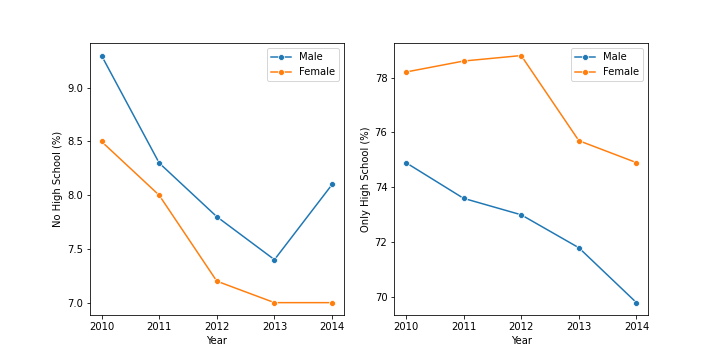 No High School (%)
9.0
8.5
8.0
7.5
7.0
2010 2011 2012 2013 2014
Year
Male
Female
Only High School (%)
78
76
74
72
70
2010 2011 2012 2013 2014
Year
Male
Female